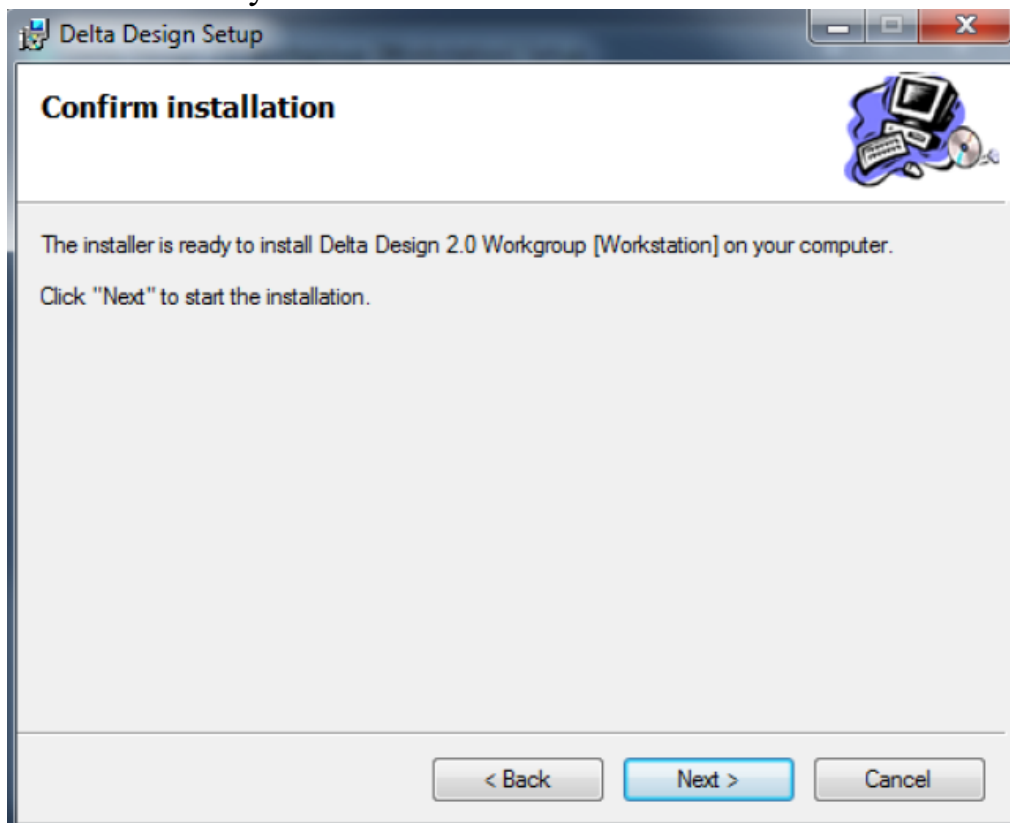 Delta Design Setup
Confirm installation
The installer is ready to install Delta Design 2.0 Workgroup [Workstation] on your computer.
Click "Next" to start the installation.
< Back Next > Cancel